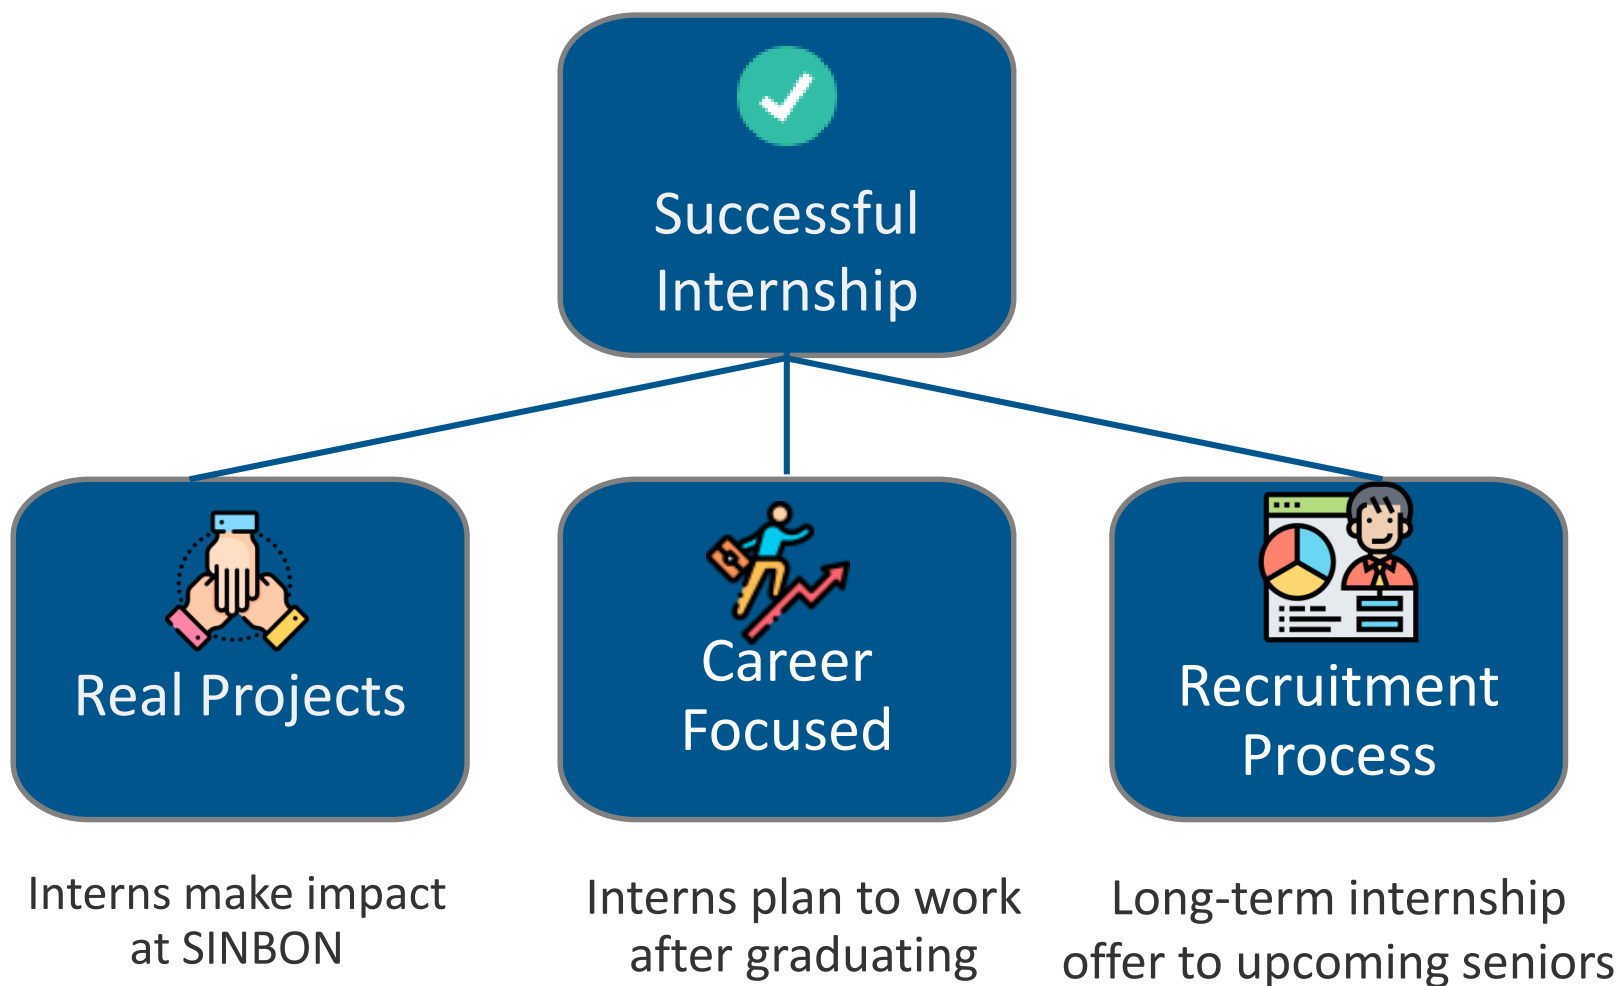 Successful
Internship
Real Projects
Career
Focused
Recruitment
Process
Interns make impact
at SINBON
Interns plan to work
after graduating
Long-term internship
offer to upcoming seniors